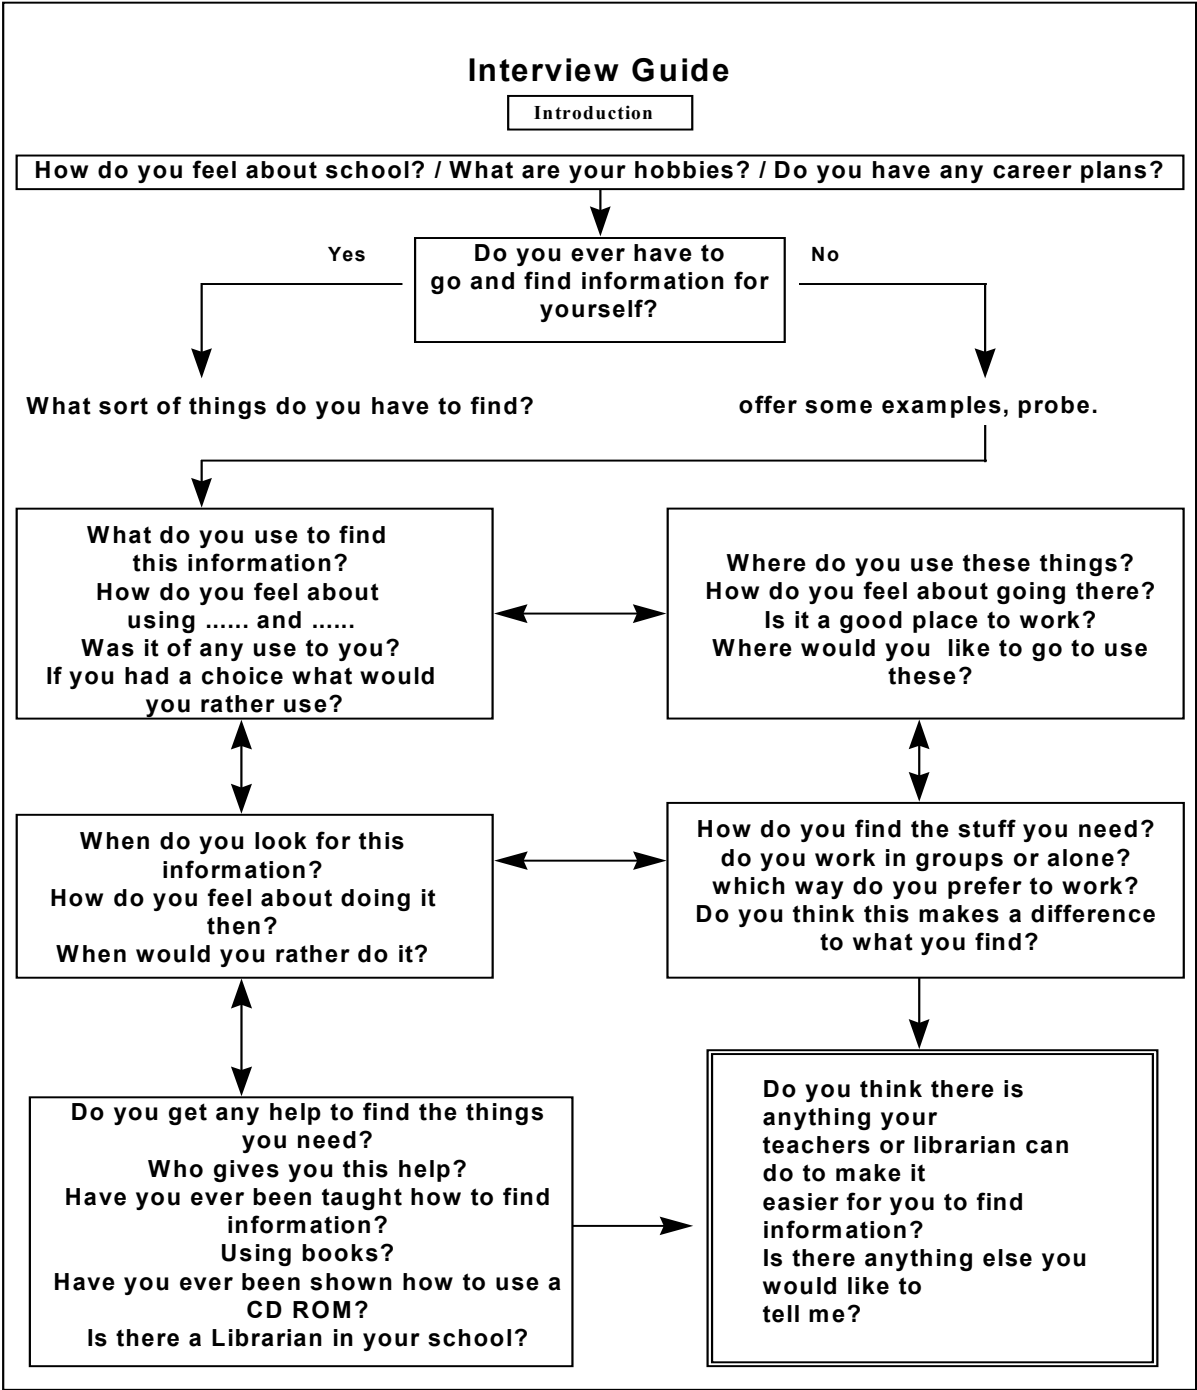 Interview Guide
Introduction
How do you feel about school? / What are your hobbies? / Do you have any career plans?
Yes
Do you ever have to
go and find information for
yourself?
No
What sort of things do you have to find?
offer some examples, probe.
What do you use to find
this information?
How do you feel about
using ...... and ......
Was it of any use to you?
If you had a choice what would
you rather use?
Where do you use these things?
How do you feel about going there?
Is it a good place to work?
Where would you like to go to use
these?
When do you look for this
information?
How do you feel about doing it
then?
When would you rather do it?
How do you find the stuff you need?
do you work in groups or alone?
which way do you prefer to work?
Do you think this makes a difference
to what you find?
Do you get any help to find the things
you need?
Who gives you this help?
Have you ever been taught how to find
information?
Using books?
Have you ever been shown how to use a
CD ROM?
Is there a Librarian in your school?
Do you think there is
anything your
teachers or librarian can
do to make it
easier for you to find
information?
Is there anything else you
would like to
tell me?